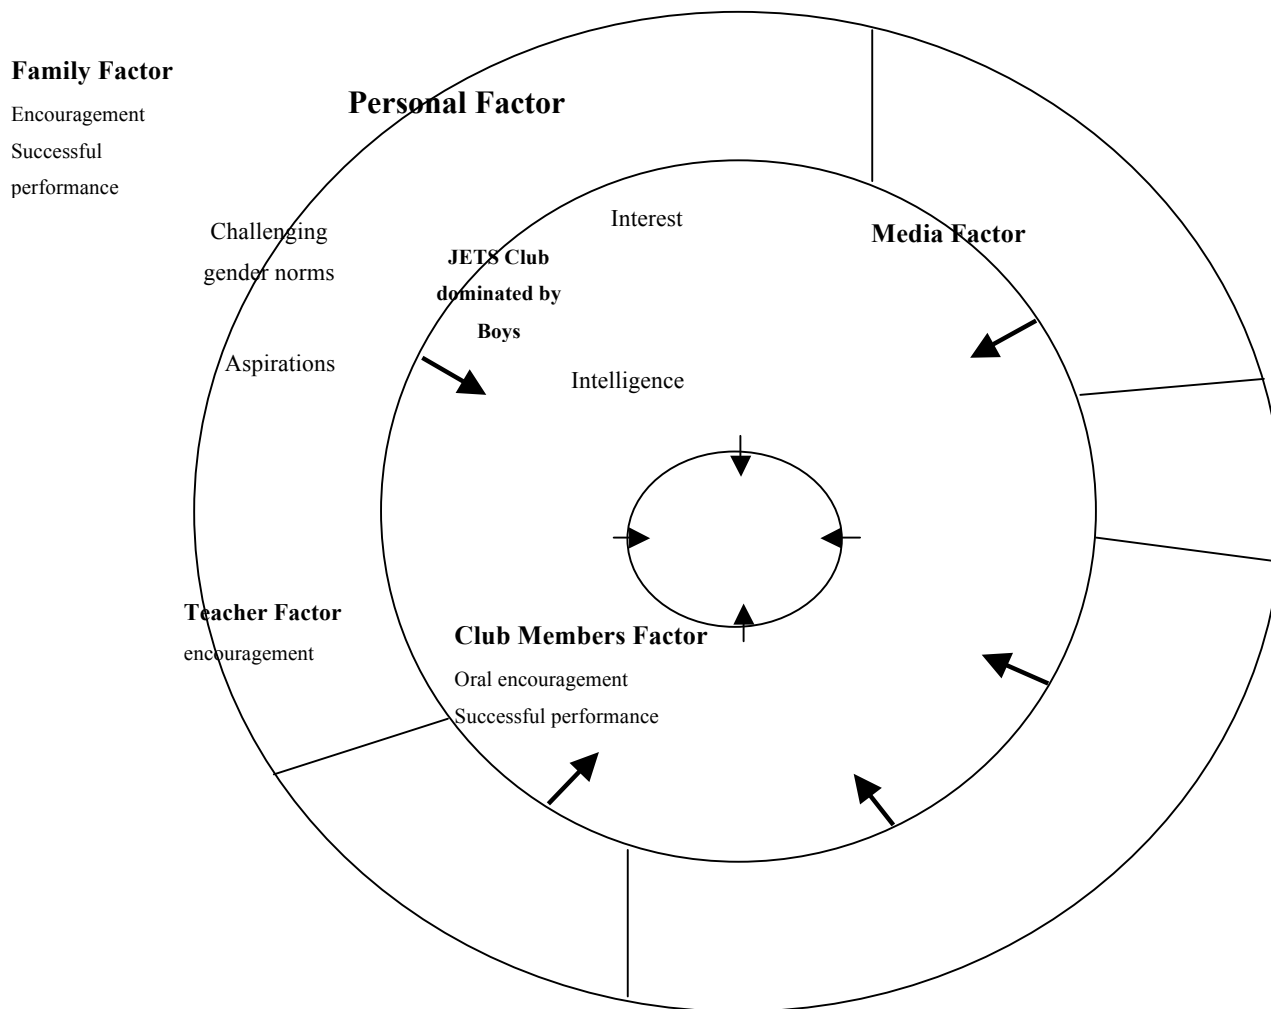 Family Factor
Encouragement
Successful
performance
Personal Factor
Challenging
gender norms
Aspirations
Interest
JETS Club
dominated by
Boys
Intelligence
Media Factor
Teacher Factor
encouragement
Club Members Factor
Oral encouragement
Successful performance